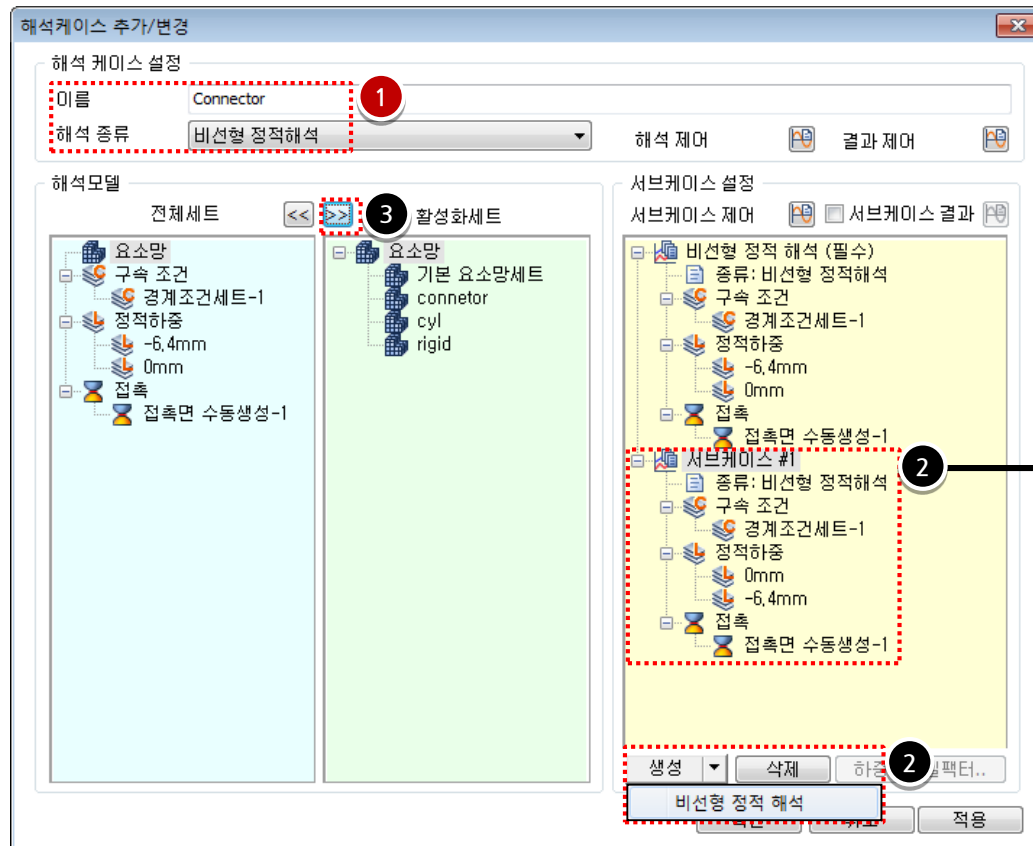 해석케이스 추가/변경
해석 케이스 설정
이름 Connector 1
해석 종류 비선형 정적해석 해석 제어 결과 제어
해석모델
전체세트 << >> 3 활성화세트
요소망
구속 조건
경계조건세트-1
정적하중
-6,4mm
0mm
접촉
접촉면 수동생성-1
요소망
기본 요소망세트
connetor
cyl
rigid
서브케이스 설정
서브케이스 제어 서브케이스 결과
비선형 정적 해석 (필수)
종류: 비선형 정적해석
구속 조건
경계조건세트-1
정적하중
-6,4mm
0mm
접촉
접촉면 수동생성-1
서브케이스 #1 2
종류: 비선형 정적해석
구속 조건
경계조건세트-1
정적하중
0mm
-6,4mm
접촉
접촉면 수동생성-1
생성 삭제 2
비선형 정적 해석
적용